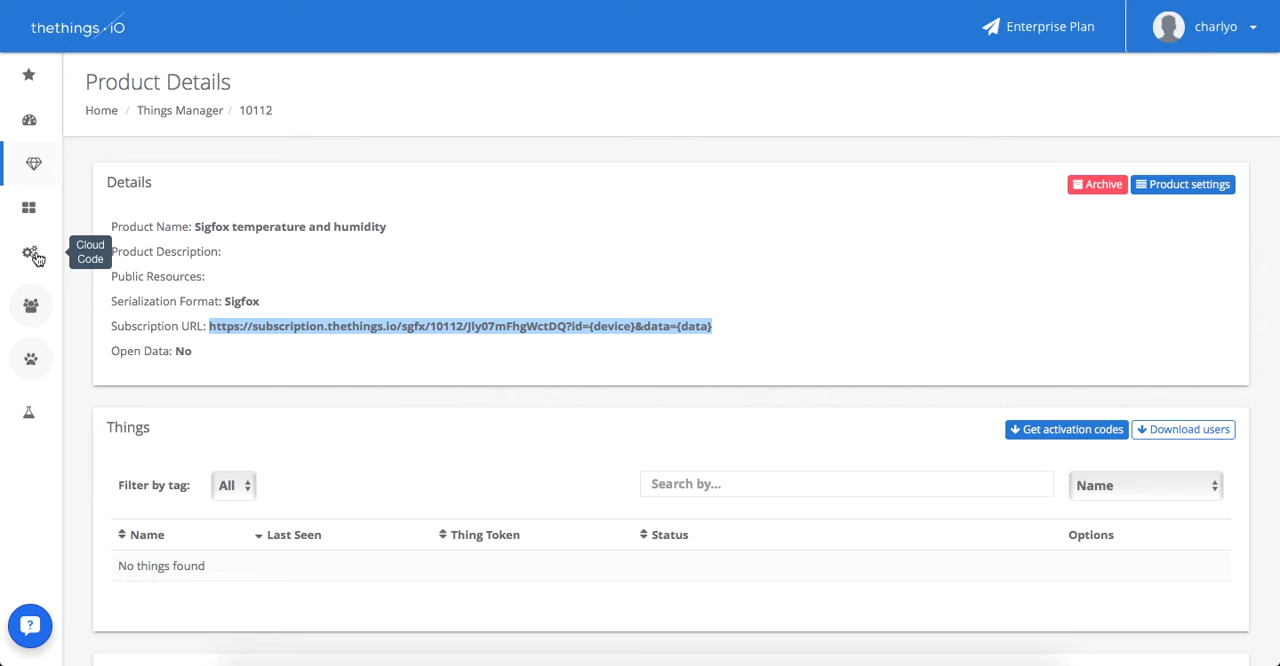 thethings.iO
Enterprise Plan
charlyo
Product Details
Home / Things Manager / 10112
Details
Archive
Product settings
Product Name: Sigfox temperature and humidity
Cloud
Code
Product Description:
Public Resources:
Serialization Format: Sigfox
Subscription URL: https://subscription.thethings.io/sgfx/10112/Jly07mFhgWctDQ?id={device}&data={data}
Open Data: No
Things
Get activation codes
Download users
Filter by tag: All
Search by...
Name
Name Last Seen Thing Token Status Options
No things found